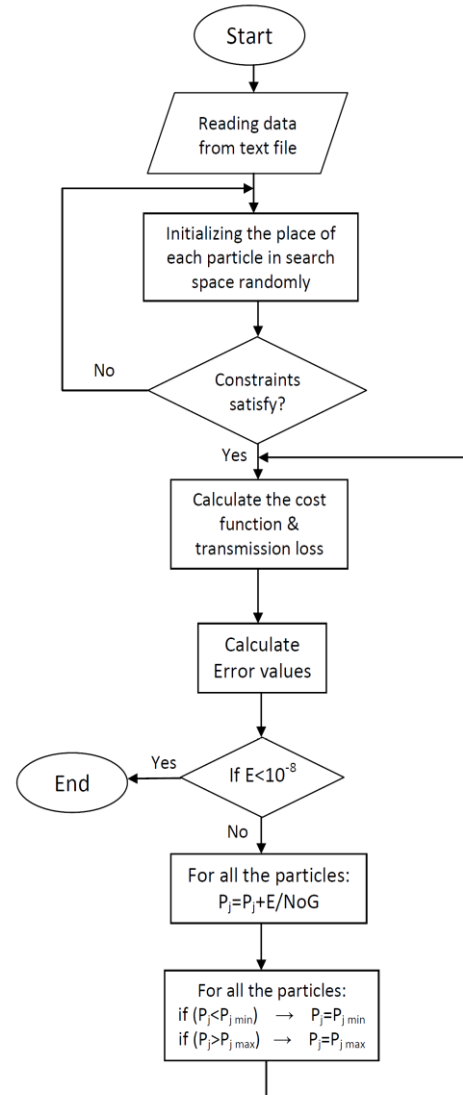 Start
Reading data
from text file
Initializing the place of
each particle in search
space randomly
No
Constraints
satisfy?
Yes
Calculate the cost
function &
transmission loss
Calculate
Error values
Yes
If E<10⁻⁸
End
No
For all the particles:
Pⱼ=Pⱼ+E/NoG
For all the particles:
if (Pⱼ<Pⱼ min) → Pⱼ=Pⱼ min
if (Pⱼ>Pⱼ max) → Pⱼ=Pⱼ max